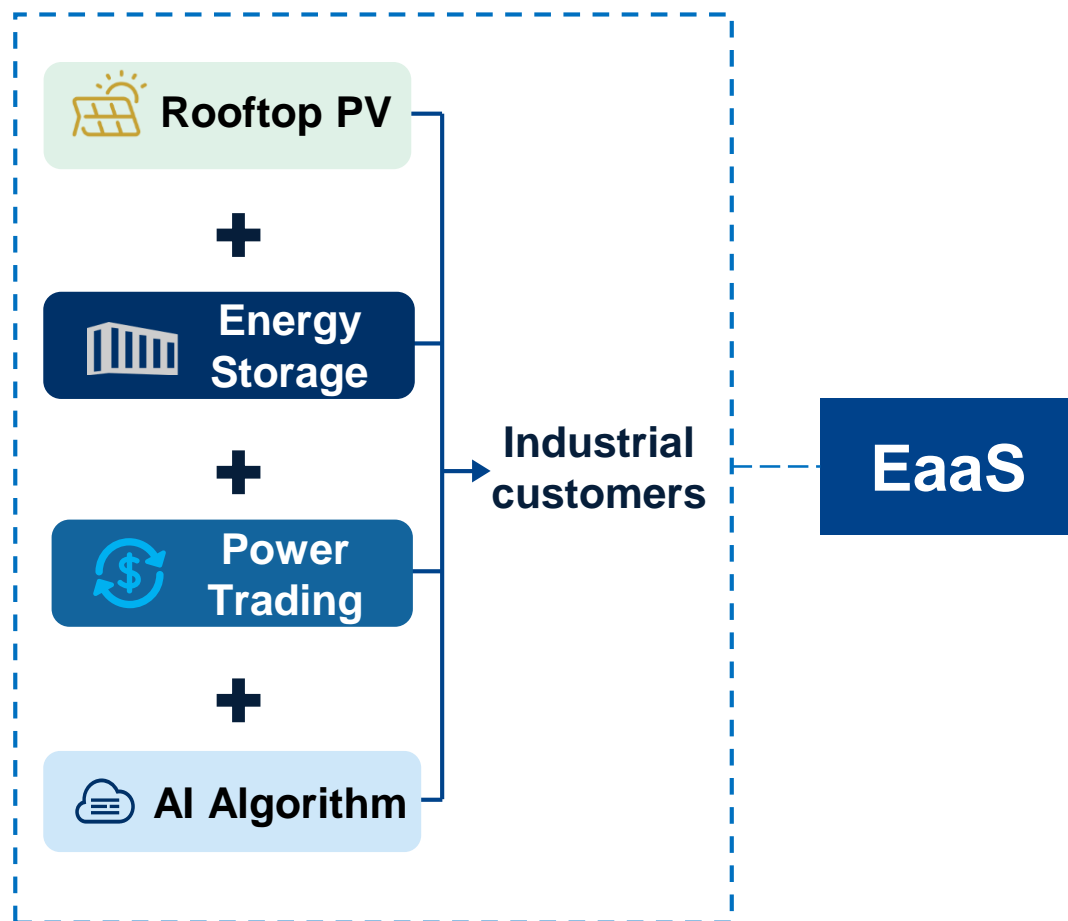 Rooftop PV
Energy
Storage
Power
Trading
AI Algorithm
Industrial
customers
EaaS